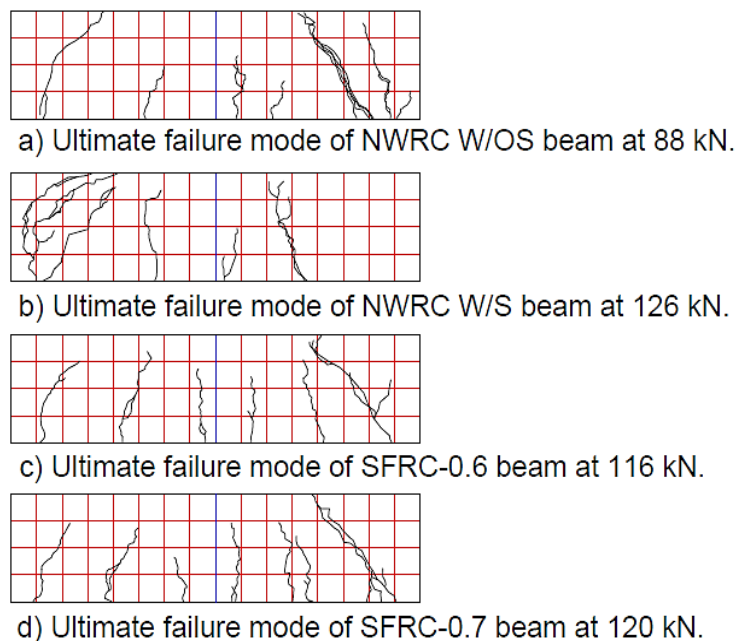 a) Ultimate failure mode of NWRC W/OS beam at 88 kN.
b) Ultimate failure mode of NWRC W/S beam at 126 kN.
c) Ultimate failure mode of SFRC-0.6 beam at 116 kN.
d) Ultimate failure mode of SFRC-0.7 beam at 120 kN.